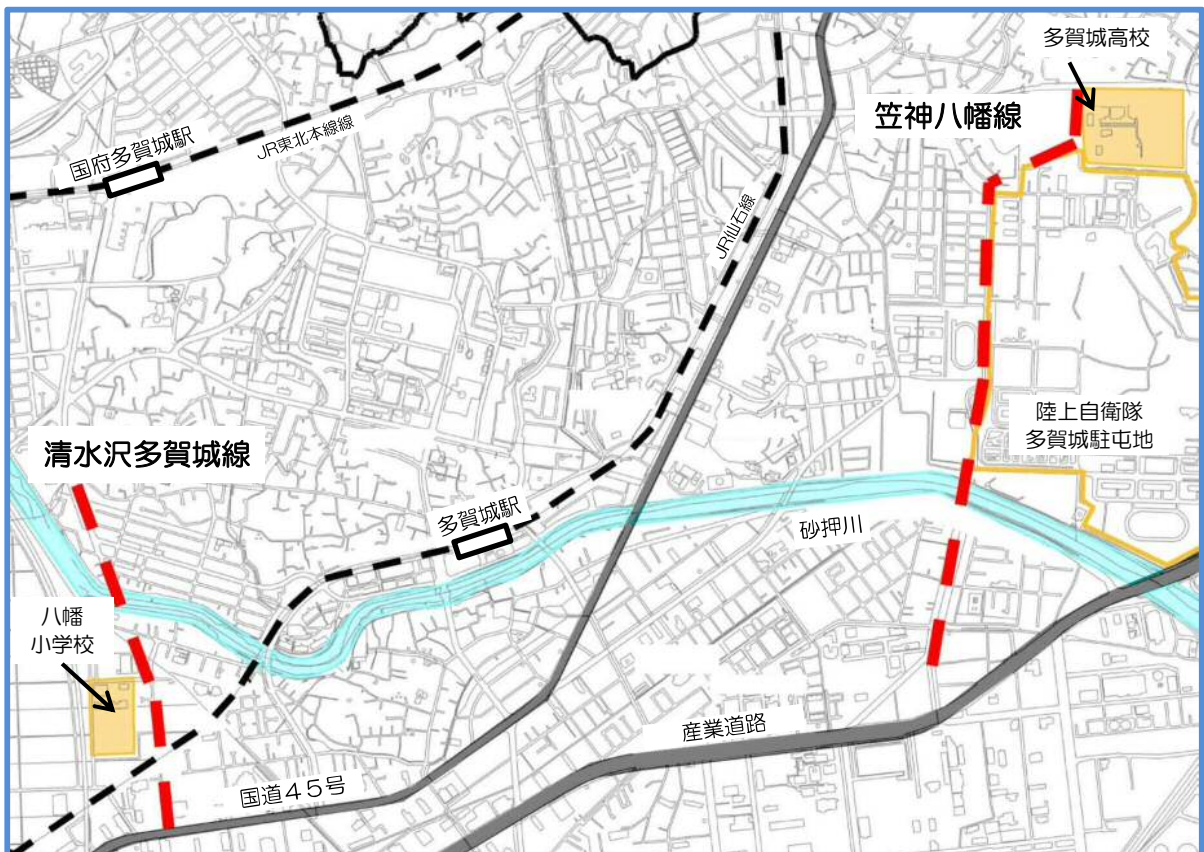 多賀城高校
笠神八幡線
国府多賀城駅
JR東北本線線
JR仙石線
陸上自衛隊
多賀城駐屯地
清水沢多賀城線
多賀城駅
砂押川
八幡
小学校
産業道路
国道４５号